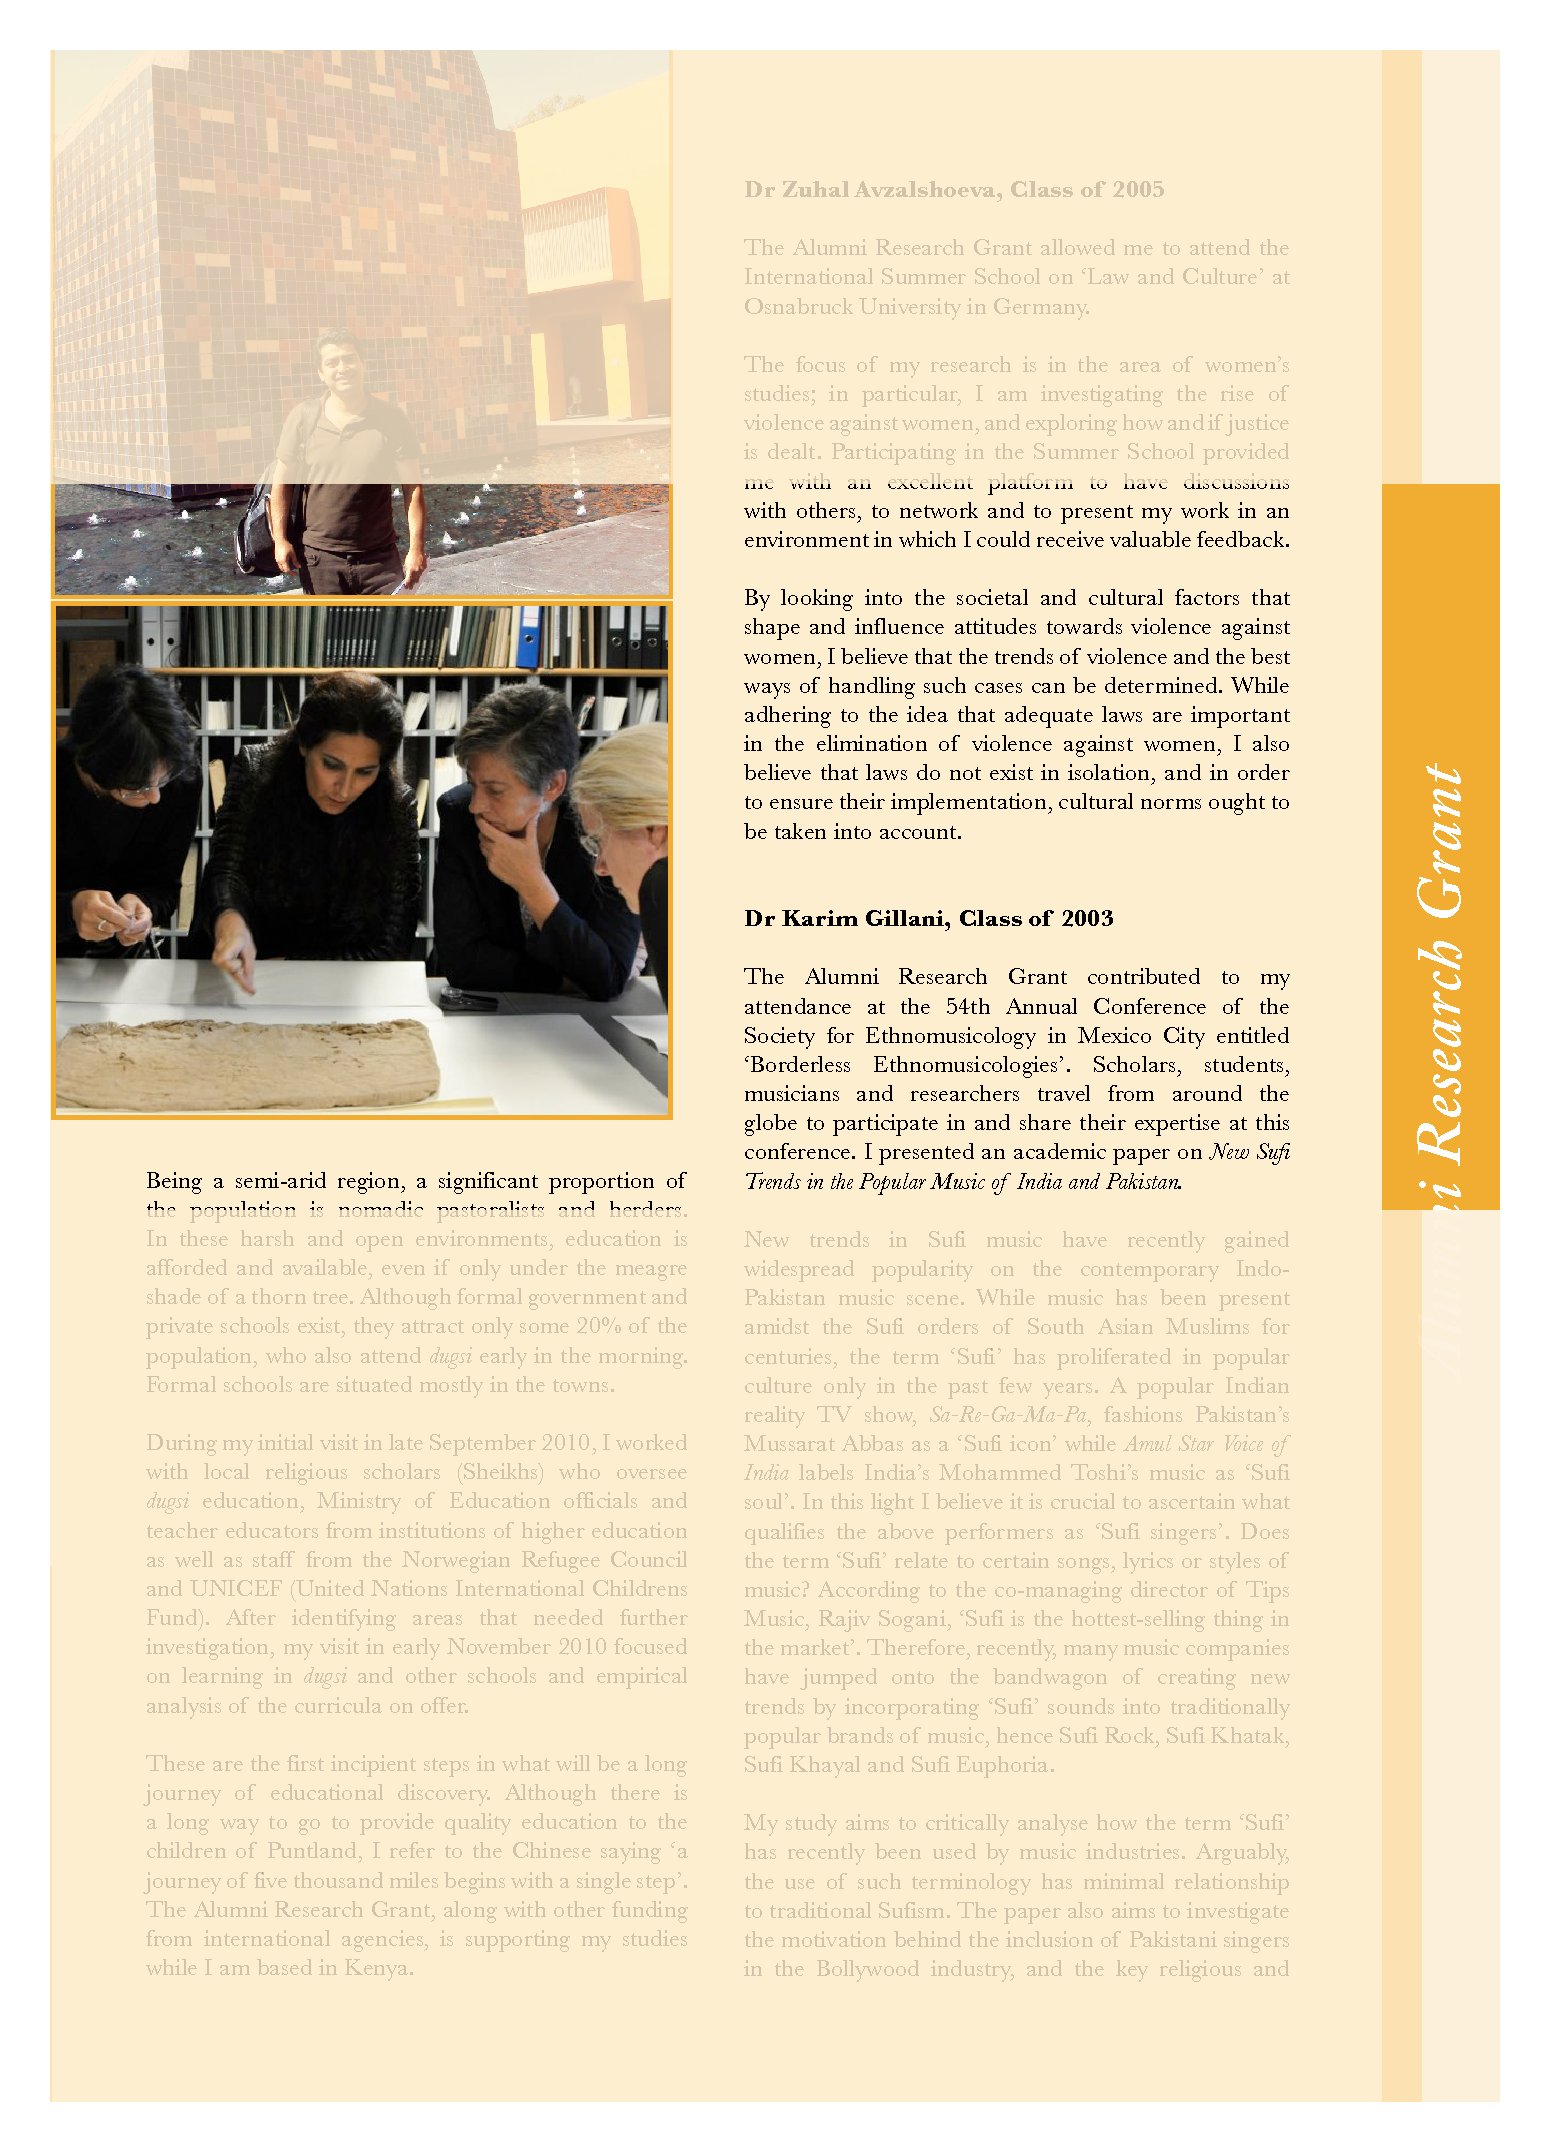 Being a semi-arid region, a significant proportion of
the population is nomadic pastoralists and herders.
In these harsh and open environments, education is
afforded and available, even if only under the meagre
shade of a thorn tree. Although formal government and
private schools exist, they attract only some 20% of the
population, who also attend dugsi early in the morning.
Formal schools are situated mostly in the towns.
During my initial visit in late September 2010, I worked
with local religious scholars (Sheikhs) who oversee
dugsi education, Ministry of Education officials and
teacher educators from institutions of higher education
as well as staff from the Norwegian Refugee Council
and UNICEF (United Nations International Childrens
Fund). After identifying areas that needed further
investigation, my visit in early November 2010 focused
on learning in dugsi and other schools and empirical
analysis of the curricula on offer.
These are the first incipient steps in what will be a long
journey of educational discovery. Although there is
a long way to go to provide quality education to the
children of Puntland, I refer to the Chinese saying ‘a
journey of five thousand miles begins with a single step’.
The Alumni Research Grant, along with other funding
from international agencies, is supporting my studies
while I am based in Kenya.
Dr Zuhal Avzalshoeva, Class of 2005
The Alumni Research Grant allowed me to attend the
International Summer School on ‘Law and Culture’ at
Osnabruck University in Germany.
The focus of my research is in the area of women’s
studies; in particular, I am investigating the rise of
violence against women, and exploring how and if justice
is dealt. Participating in the Summer School provided
me with an excellent platform to have discussions
with others, to network and to present my work in an
environment in which I could receive valuable feedback.
By looking into the societal and cultural factors that
shape and influence attitudes towards violence against
women, I believe that the trends of violence and the best
ways of handling such cases can be determined. While
adhering to the idea that adequate laws are important
in the elimination of violence against women, I also
believe that laws do not exist in isolation, and in order
to ensure their implementation, cultural norms ought to
be taken into account.
Dr Karim Gillani, Class of 2003
The Alumni Research Grant contributed to my
attendance at the 54th Annual Conference of the
Society for Ethnomusicology in Mexico City entitled
‘Borderless Ethnomusicologies’. Scholars, students,
musicians and researchers travel from around the
globe to participate in and share their expertise at this
conference. I presented an academic paper on New Sufi
Trends in the Popular Music of India and Pakistan.
New trends in Sufi music have recently gained
widespread popularity on the contemporary Indo-
Pakistan music scene. While music has been present
amidst the Sufi orders of South Asian Muslims for
centuries, the term ‘Sufi’ has proliferated in popular
culture only in the past few years. A popular Indian
reality TV show, Sa-Re-Ga-Ma-Pa, fashions Pakistan’s
Mussarat Abbas as a ‘Sufi icon’ while Amul Star Voice of
India labels India’s Mohammed Toshi’s music as ‘Sufi
soul’. In this light I believe it is crucial to ascertain what
qualifies the above performers as ‘Sufi singers’. Does
the term ‘Sufi’ relate to certain songs, lyrics or styles of
music? According to the co-managing director of Tips
Music, Rajiv Sogani, ‘Sufi is the hottest-selling thing in
the market’. Therefore, recently, many music companies
have jumped onto the bandwagon of creating new
trends by incorporating ‘Sufi’ sounds into traditionally
popular brands of music, hence Sufi Rock, Sufi Khatak,
Sufi Khayal and Sufi Euphoria.
My study aims to critically analyse how the term ‘Sufi’
has recently been used by music industries. Arguably,
the use of such terminology has minimal relationship
to traditional Sufism. The paper also aims to investigate
the motivation behind the inclusion of Pakistani singers
in the Bollywood industry, and the key religious and
Alumni Research Grant